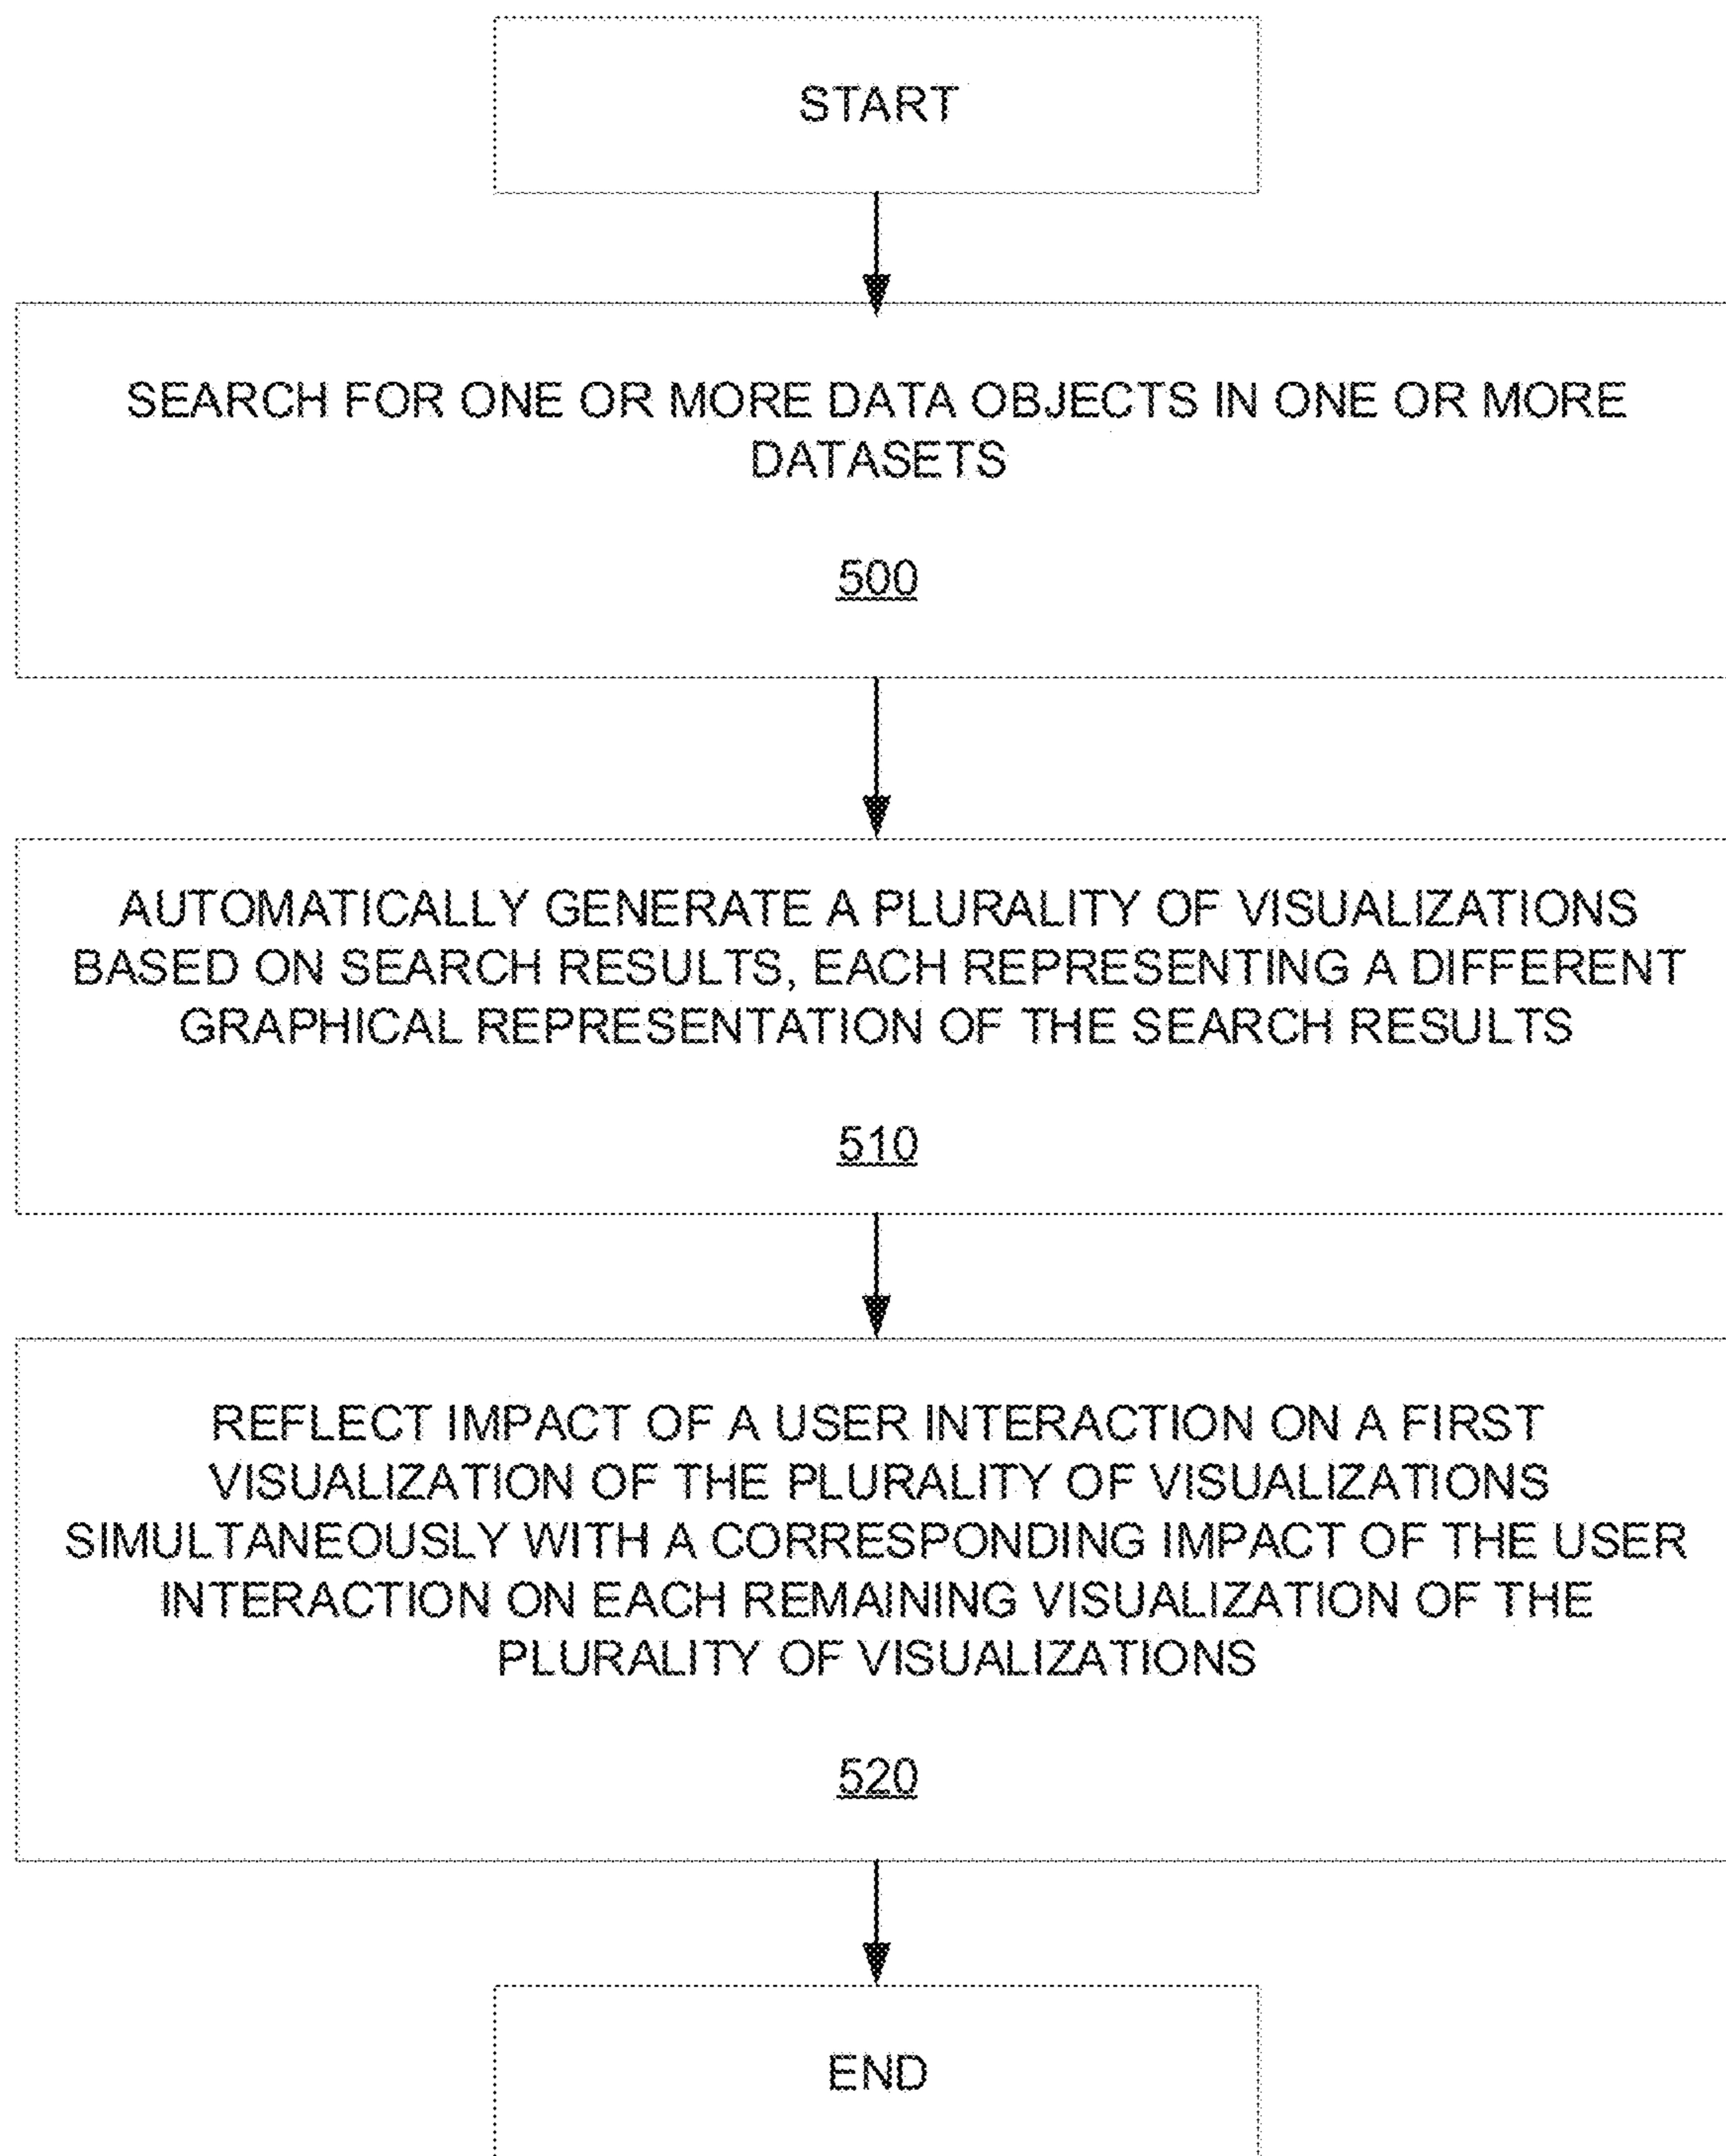 START
SEARCH FOR ONE OR MORE DATA OBJECTS IN ONE OR MORE
DATASETS
500
AUTOMATICALLY GENERATE A PLURALITY OF VISUALIZATIONS
BASED ON SEARCH RESULTS, EACH REPRESENTING A DIFFERENT
GRAPHICAL REPRESENTATION OF THE SEARCH RESULTS
510
REFLECT IMPACT OF A USER INTERACTION ON A FIRST
VISUALIZATION OF THE PLURALITY OF VISUALIZATIONS
SIMULTANEOUSLY WITH A CORRESPONDING IMPACT OF THE USER
INTERACTION ON EACH REMAINING VISUALIZATION OF THE
PLURALITY OF VISUALIZATIONS
520
END